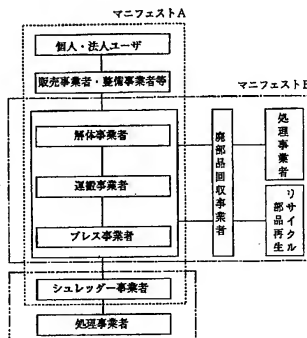 マニフェストA
個人・法人ユーザ
販売事業者・整備事業者等
マニフェストB
解体事業者
運搬事業者
プレス事業者
廃部品回収事業者
処理事業者
リサイクル
部品再生
シュレッダー事業者
処理事業者